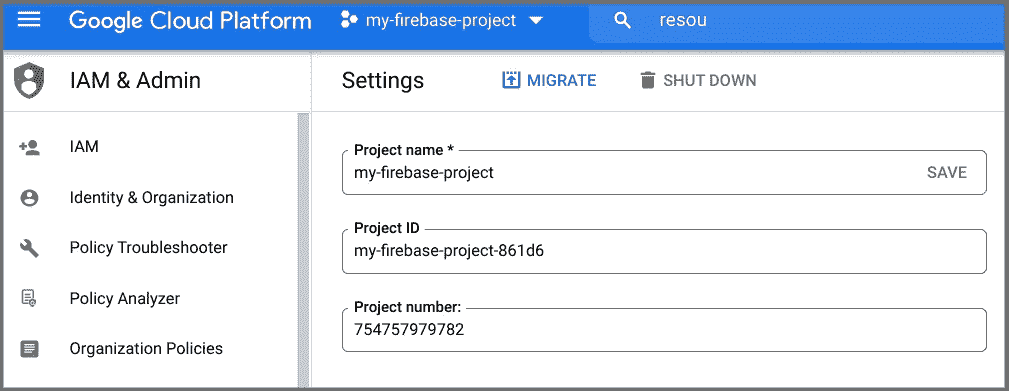 Google Cloud Platform my-firebase-project resou
IAM & Admin Settings MIGRATE SHUT DOWN
IAM
Identity & Organization
Policy Troubleshooter
Policy Analyzer
Organization Policies
Project name *
my-firebase-project SAVE
Project ID
my-firebase-project-861d6
Project number:
754757979782